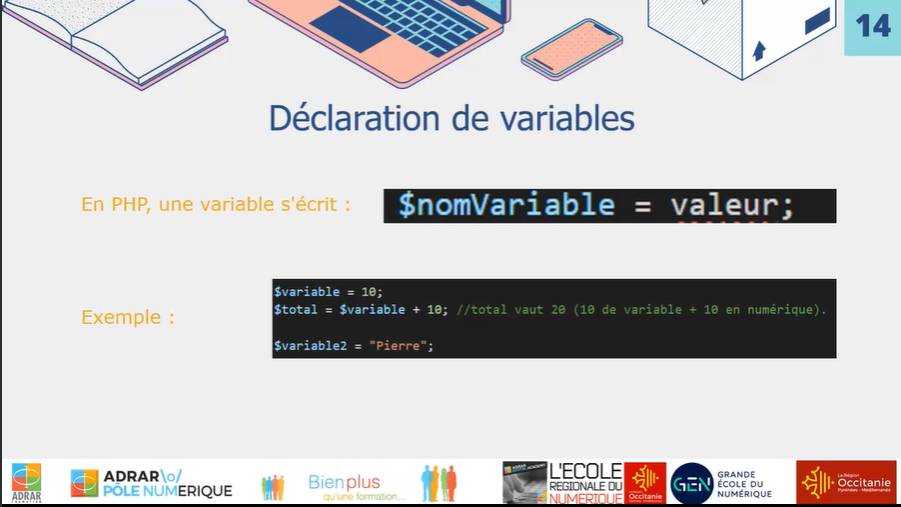 14
Déclaration de variables
En PHP, une variable s'écrit :
$nomVariable = valeur;
Exemple :
$variable = 10;
$total = $variable + 10; //total vaut 20 (10 de variable + 10 en numérique).
$variable2 = "Pierre";
ADRAR
ADRAR\o/
PÔLE NUMERIQUE
Bienplus
qu'une formation...
L'ECOLE
REGIONALE DU
NUMERIQUE
Occitanie
GEN
GRANDE
ÉCOLE DU
NUMÉRIQUE
La Région
Occitanie
Pyrénées - Méditerranée